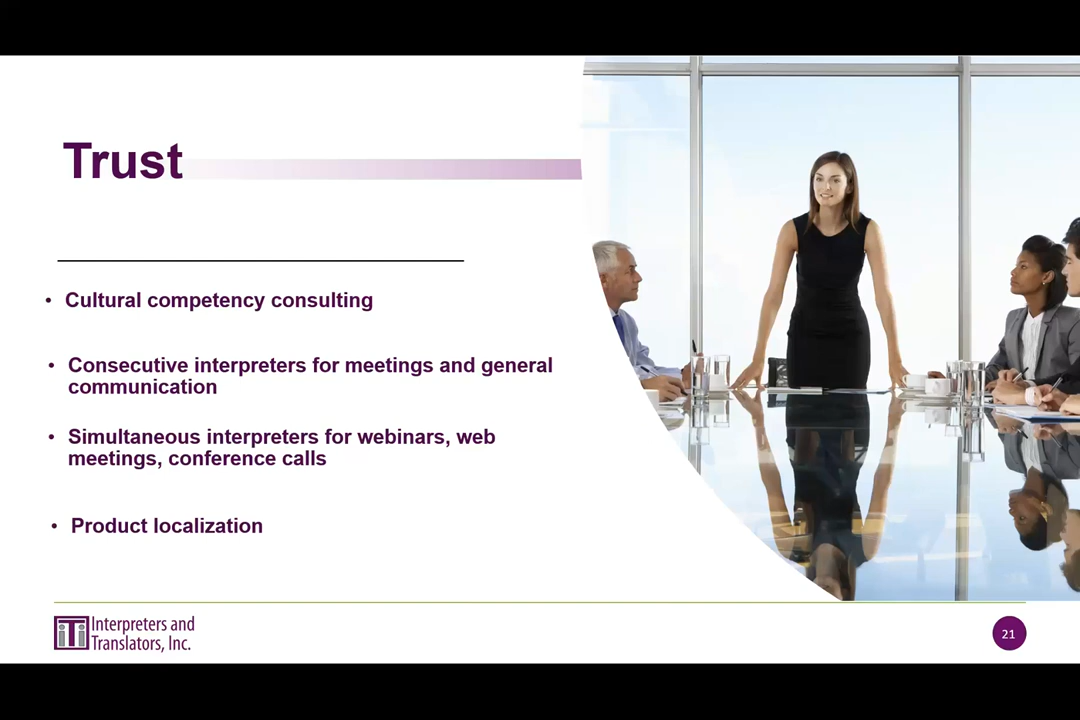 Trust
• Cultural competency consulting
• Consecutive interpreters for meetings and general
communication
• Simultaneous interpreters for webinars, web
meetings, conference calls
• Product localization
iTi Interpreters and
Translators, Inc.
21